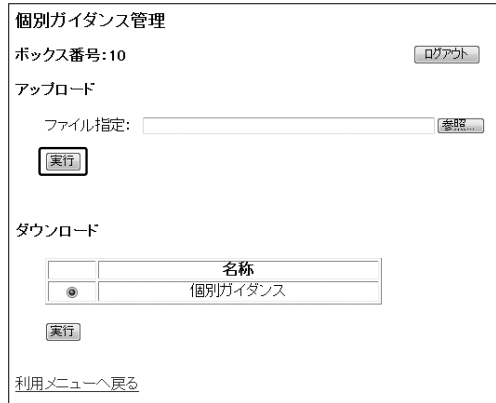 個別ガイダンス管理
ボックス番号:10
ログアウト
アップロード
ファイル指定:
参照...
実行
ダウンロード
名称
個別ガイダンス
実行
利用メニューへ戻る